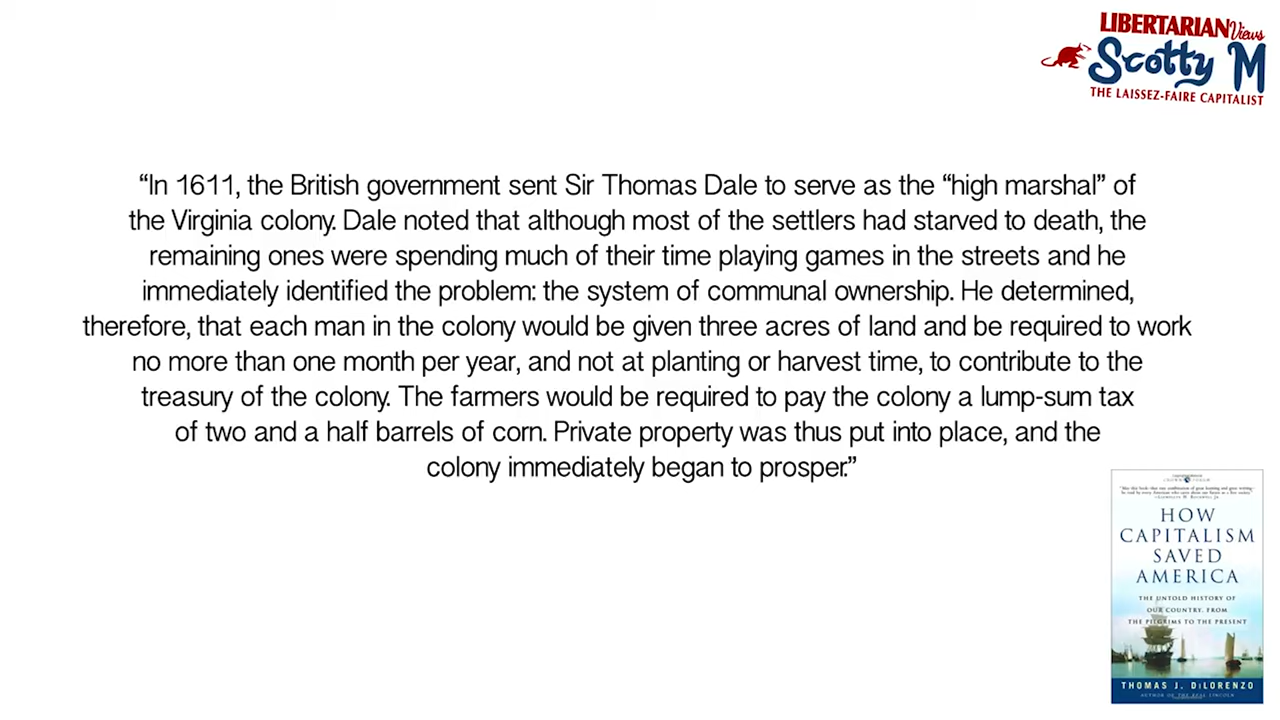 LIBERTARIAN Views
Scotty M
THE LAISSEZ-FAIRE CAPITALIST
“In 1611, the British government sent Sir Thomas Dale to serve as the “high marshal” of
the Virginia colony. Dale noted that although most of the settlers had starved to death, the
remaining ones were spending much of their time playing games in the streets and he
immediately identified the problem: the system of communal ownership. He determined,
therefore, that each man in the colony would be given three acres of land and be required to work
no more than one month per year, and not at planting or harvest time, to contribute to the
treasury of the colony. The farmers would be required to pay the colony a lump-sum tax
of two and a half barrels of corn. Private property was thus put into place, and the
colony immediately began to prosper.”
HOW
CAPITALISM
SAVED
AMERICA
THE UNTOLD HISTORY OF
OUR COUNTRY, FROM
THE PILGRIMS TO THE PRESENT
THOMAS J. DiLORENZO
AUTHOR OF THE REAL LINCOLN